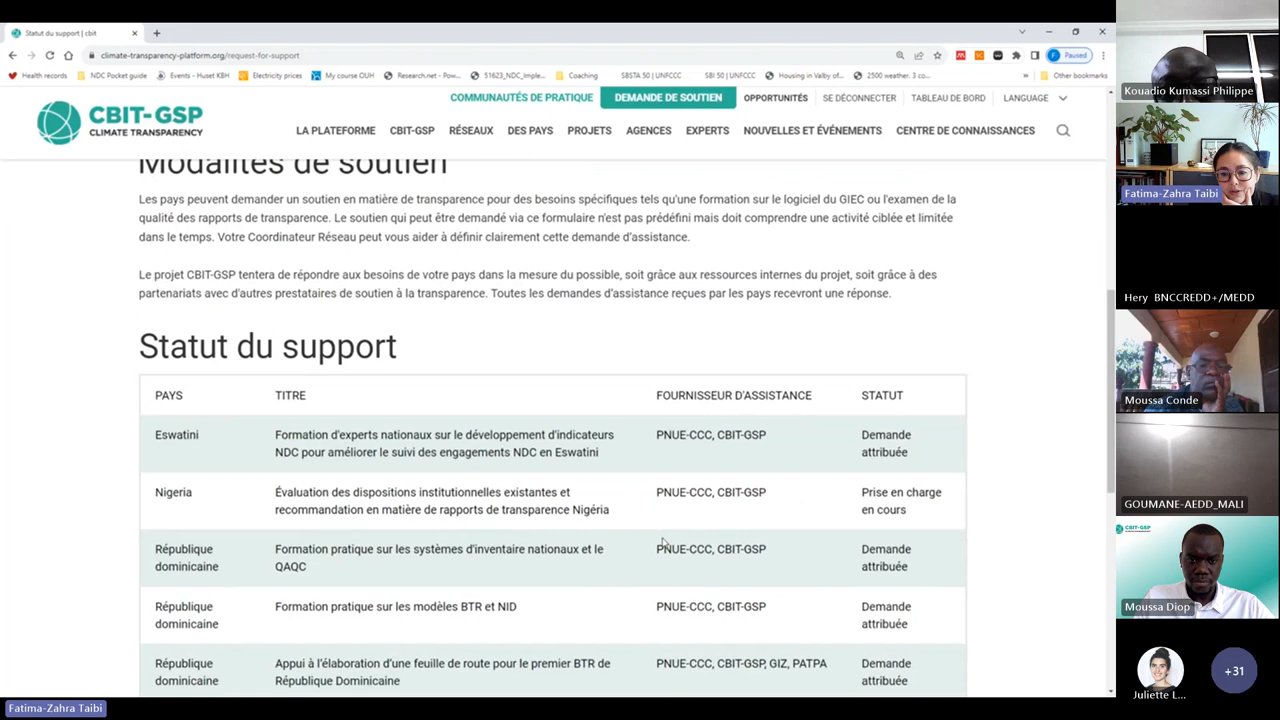 Statut du support | cbit
climate-transparency-platform.org/request-for-support
Paused
Health records
NDC Pocket guide
Events - Huset KBH
Electricity prices
My course OUH
Research.net - Pow...
51623_NDC_Imple...
Coaching
SBSTA 50 | UNFCCC
SBI 50 | UNFCCC
Housing in Valby of...
2500 weather. 3 co...
Other bookmarks
CBIT-GSP
CLIMATE TRANSPARENCY
COMMUNAUTÉS DE PRATIQUE
DEMANDE DE SOUTIEN
OPPORTUNITÉS
SE DÉCONNECTER
TABLEAU DE BORD
LANGUAGE
LA PLATEFORME
CBIT-GSP
RÉSEAUX
DES PAYS
PROJETS
AGENCES
EXPERTS
NOUVELLES ET ÉVÉNEMENTS
CENTRE DE CONNAISSANCES
Modalités de soutien
Les pays peuvent demander un soutien en matière de transparence pour des besoins spécifiques tels qu'une formation sur le logiciel du GIEC ou l'examen de la
qualité des rapports de transparence. Le soutien qui peut être demandé via ce formulaire n'est pas prédéfini mais doit comprendre une activité ciblée et limitée
dans le temps. Votre Coordinateur Réseau peut vous aider à définir clairement cette demande d'assistance.
Le projet CBIT-GSP tentera de répondre aux besoins de votre pays dans la mesure du possible, soit grâce aux ressources internes du projet, soit grâce à des
partenariats avec d'autres prestataires de soutien à la transparence. Toutes les demandes d'assistance reçues par les pays recevront une réponse.
Statut du support
PAYS TITRE FOURNISSEUR D'ASSISTANCE STATUT
Eswatini Formation d'experts nationaux sur le développement d'indicateurs PNUE-CCC, CBIT-GSP Demande
NDC pour améliorer le suivi des engagements NDC en Eswatini attribuée
Nigeria Évaluation des dispositions institutionnelles existantes et PNUE-CCC, CBIT-GSP Prise en charge
recommandation en matière de rapports de transparence Nigéria en cours
République Formation pratique sur les systèmes d'inventaire nationaux et le PNUE-CCC, CBIT-GSP Demande
dominicaine QAQC attribuée
République Formation pratique sur les modèles BTR et NID PNUE-CCC, CBIT-GSP Demande
dominicaine attribuée
République Appui à l'élaboration d'une feuille de route pour le premier BTR de PNUE-CCC, CBIT-GSP, GIZ, PATPA Demande
dominicaine République Dominicaine attribuée
Fatima-Zahra Taibi
Kouadio Kumassi Philippe
Fatima-Zahra Taibi
Hery BNCCREDD+/MEDD
Moussa Conde
GOUMANE-AEDD_MALI
CBIT-GSP
Moussa Diop
Juliette L...
+31